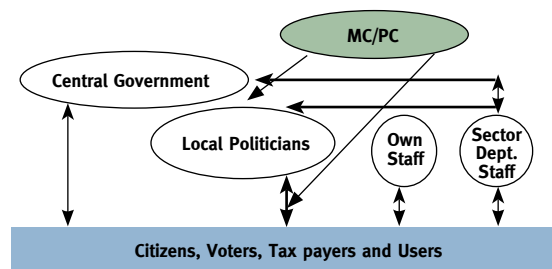 MC/PC
Central Government
Local Politicians
Own
Staff
Sector
Dept.
Staff
Citizens, Voters, Tax payers and Users